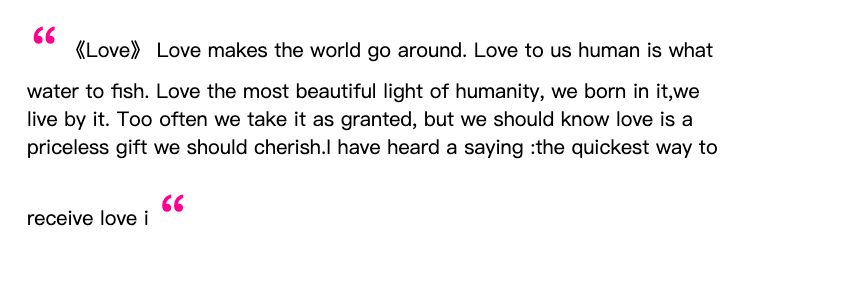 “ 《Love》 Love makes the world go around. Love to us human is what
water to fish. Love the most beautiful light of humanity, we born in it,we
live by it. Too often we take it as granted, but we should know love is a
priceless gift we should cherish.I have heard a saying :the quickest way to
receive love i “